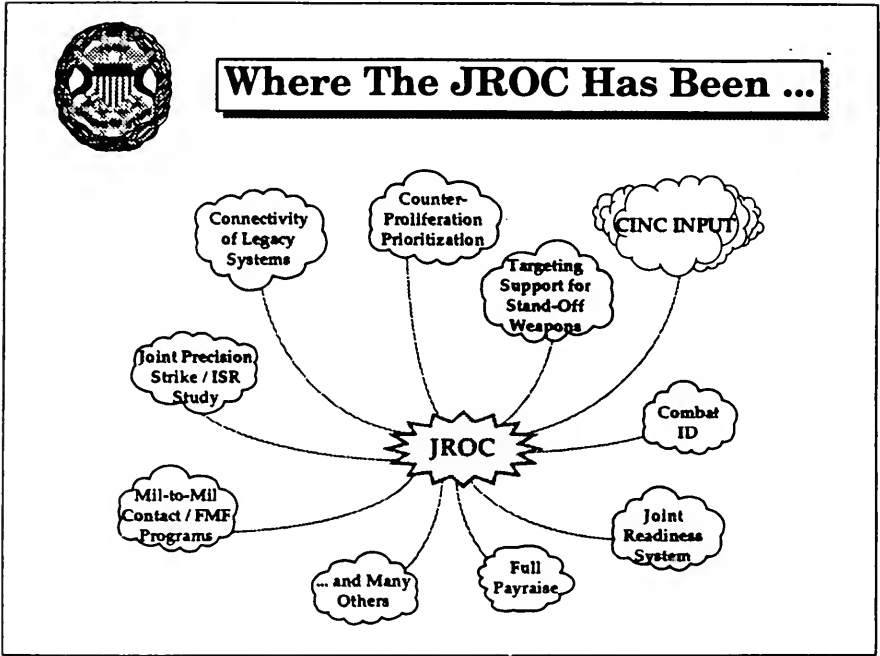 Where The JROC Has Been ...
Counter-
Proliferation
Prioritization
Connectivity
of Legacy
Systems
CINC INPUT
Targeting
Support for
Stand-Off
Weapons
Joint Precision
Strike / ISR
Study
Combat
ID
JROC
Mil-to-Mil
Contact / FMF
Programs
Joint
Readiness
System
Full
Payraise
... and Many
Others